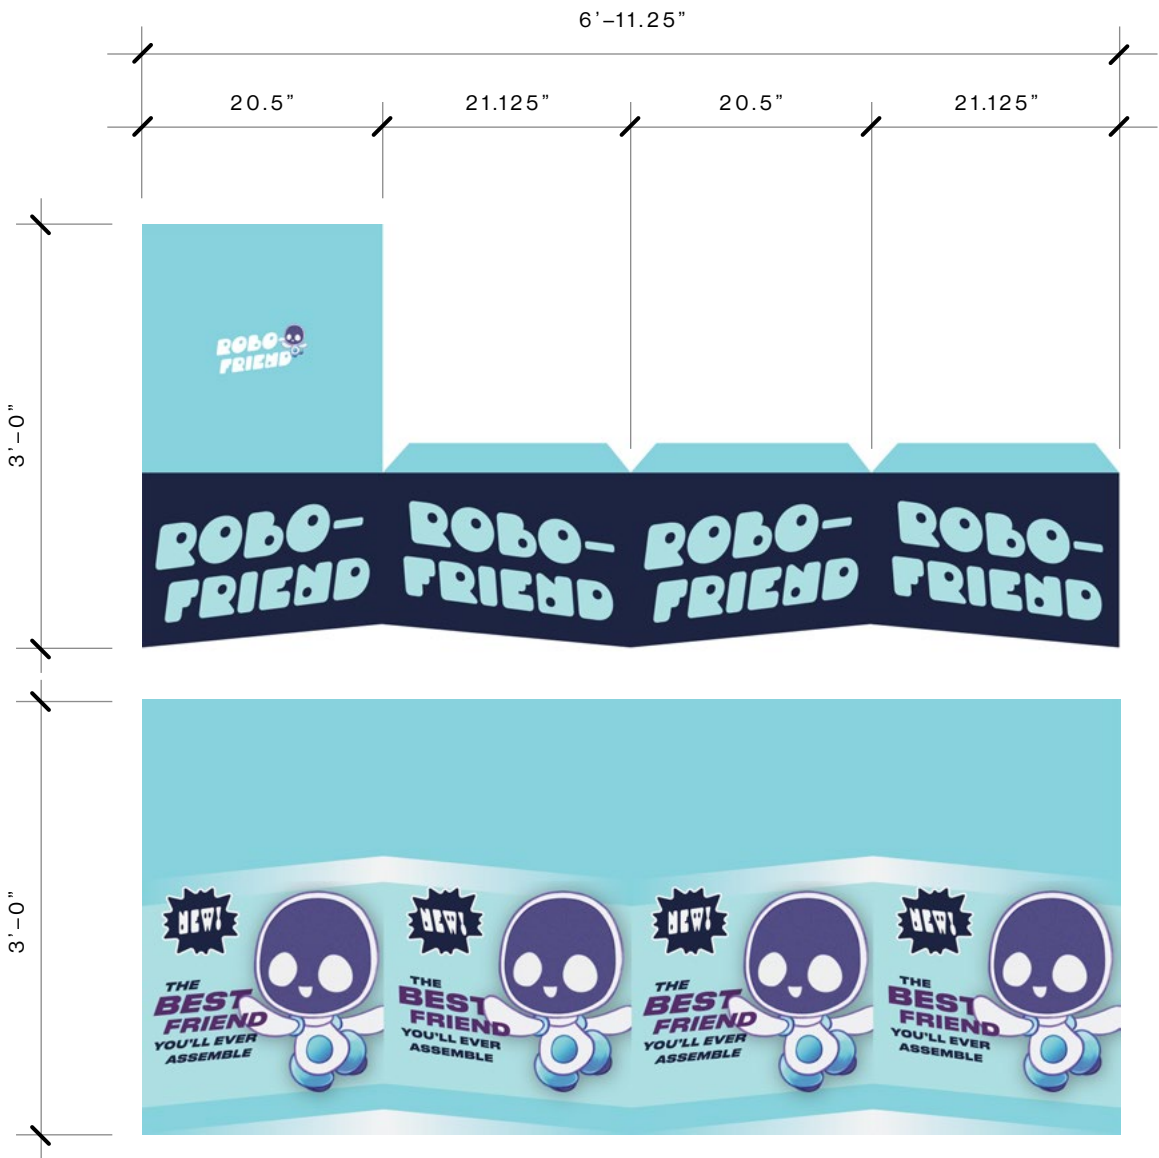 6’–11.25”
20.5”
21.125”
20.5”
21.125”
3’–0”
ROBO-
FRIEND
ROBO-
FRIEND
ROBO-
FRIEND
ROBO-
FRIEND
ROBO-
FRIEND
3’–0”
NEW!
THE
BEST
FRIEND
YOU'LL EVER
ASSEMBLE
NEW!
THE
BEST
FRIEND
YOU'LL EVER
ASSEMBLE
NEW!
THE
BEST
FRIEND
YOU'LL EVER
ASSEMBLE
NEW!
THE
BEST
FRIEND
YOU'LL EVER
ASSEMBLE